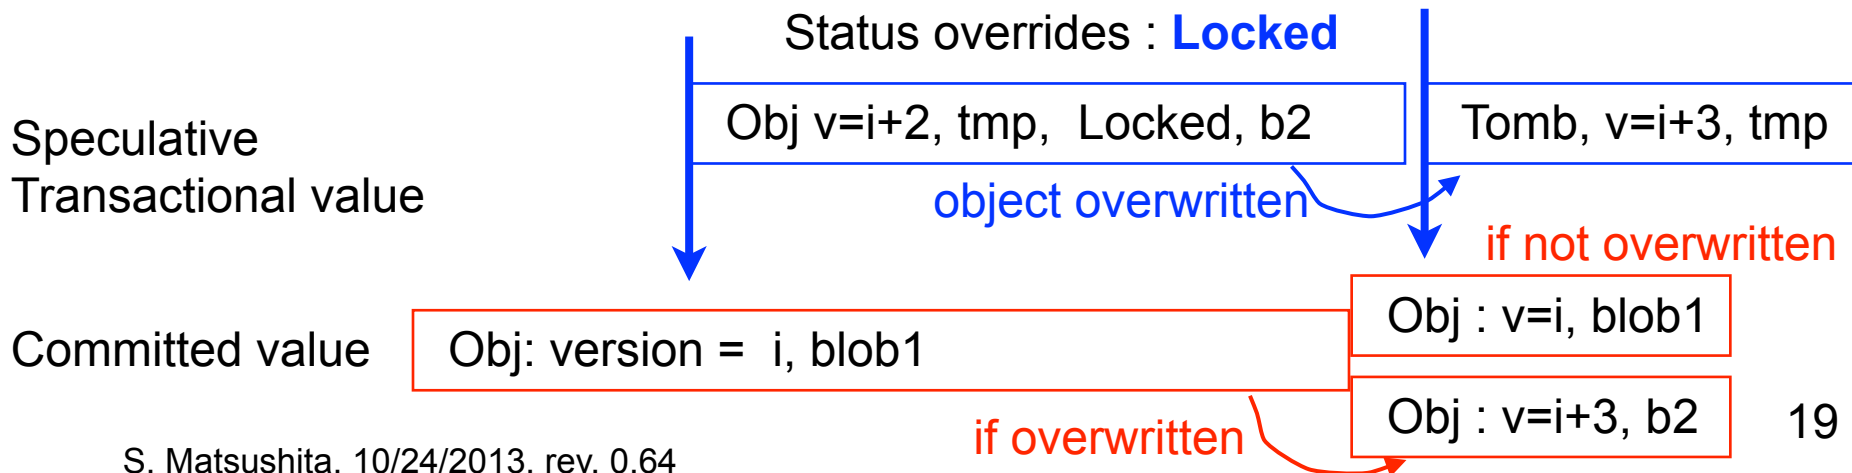 Status overrides : Locked
Obj v=i+2, tmp, Locked, b2
Tomb, v=i+3, tmp
Speculative
Transactional value
object overwritten
if not overwritten
Obj : v=i, blob1
Committed value
Obj: version = i, blob1
Obj : v=i+3, b2
19
if overwritten
S. Matsushita, 10/24/2013, rev. 0.64